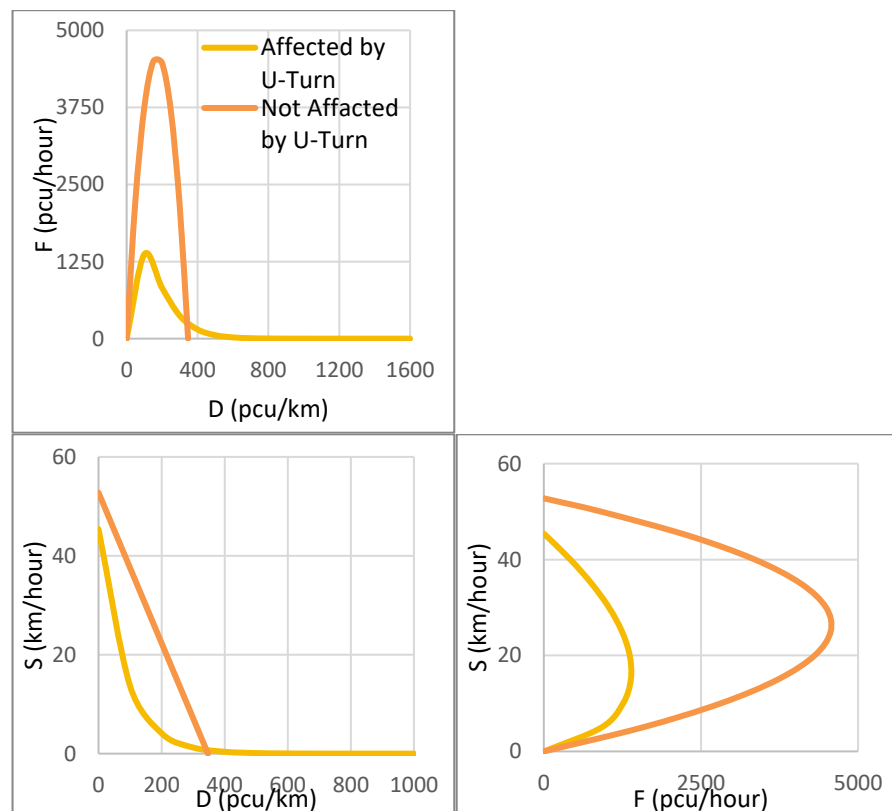 5000
3750
2500
1250
0
F (pcu/hour)
Affected by
U-Turn
Not Affacted
by U-Turn
0 400 800 1200 1600
D (pcu/km)
60
40
20
0
S (km/hour)
0 200 400 600 800 1000
D (pcu/km)
60
40
20
0
S (km/hour)
0 2500 5000
F (pcu/hour)